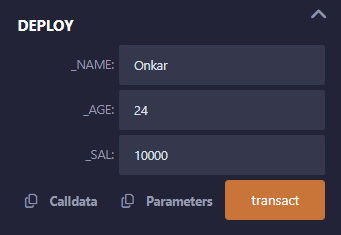 DEPLOY
_NAME: Onkar
_AGE: 24
_SAL: 10000
Calldata Parameters transact